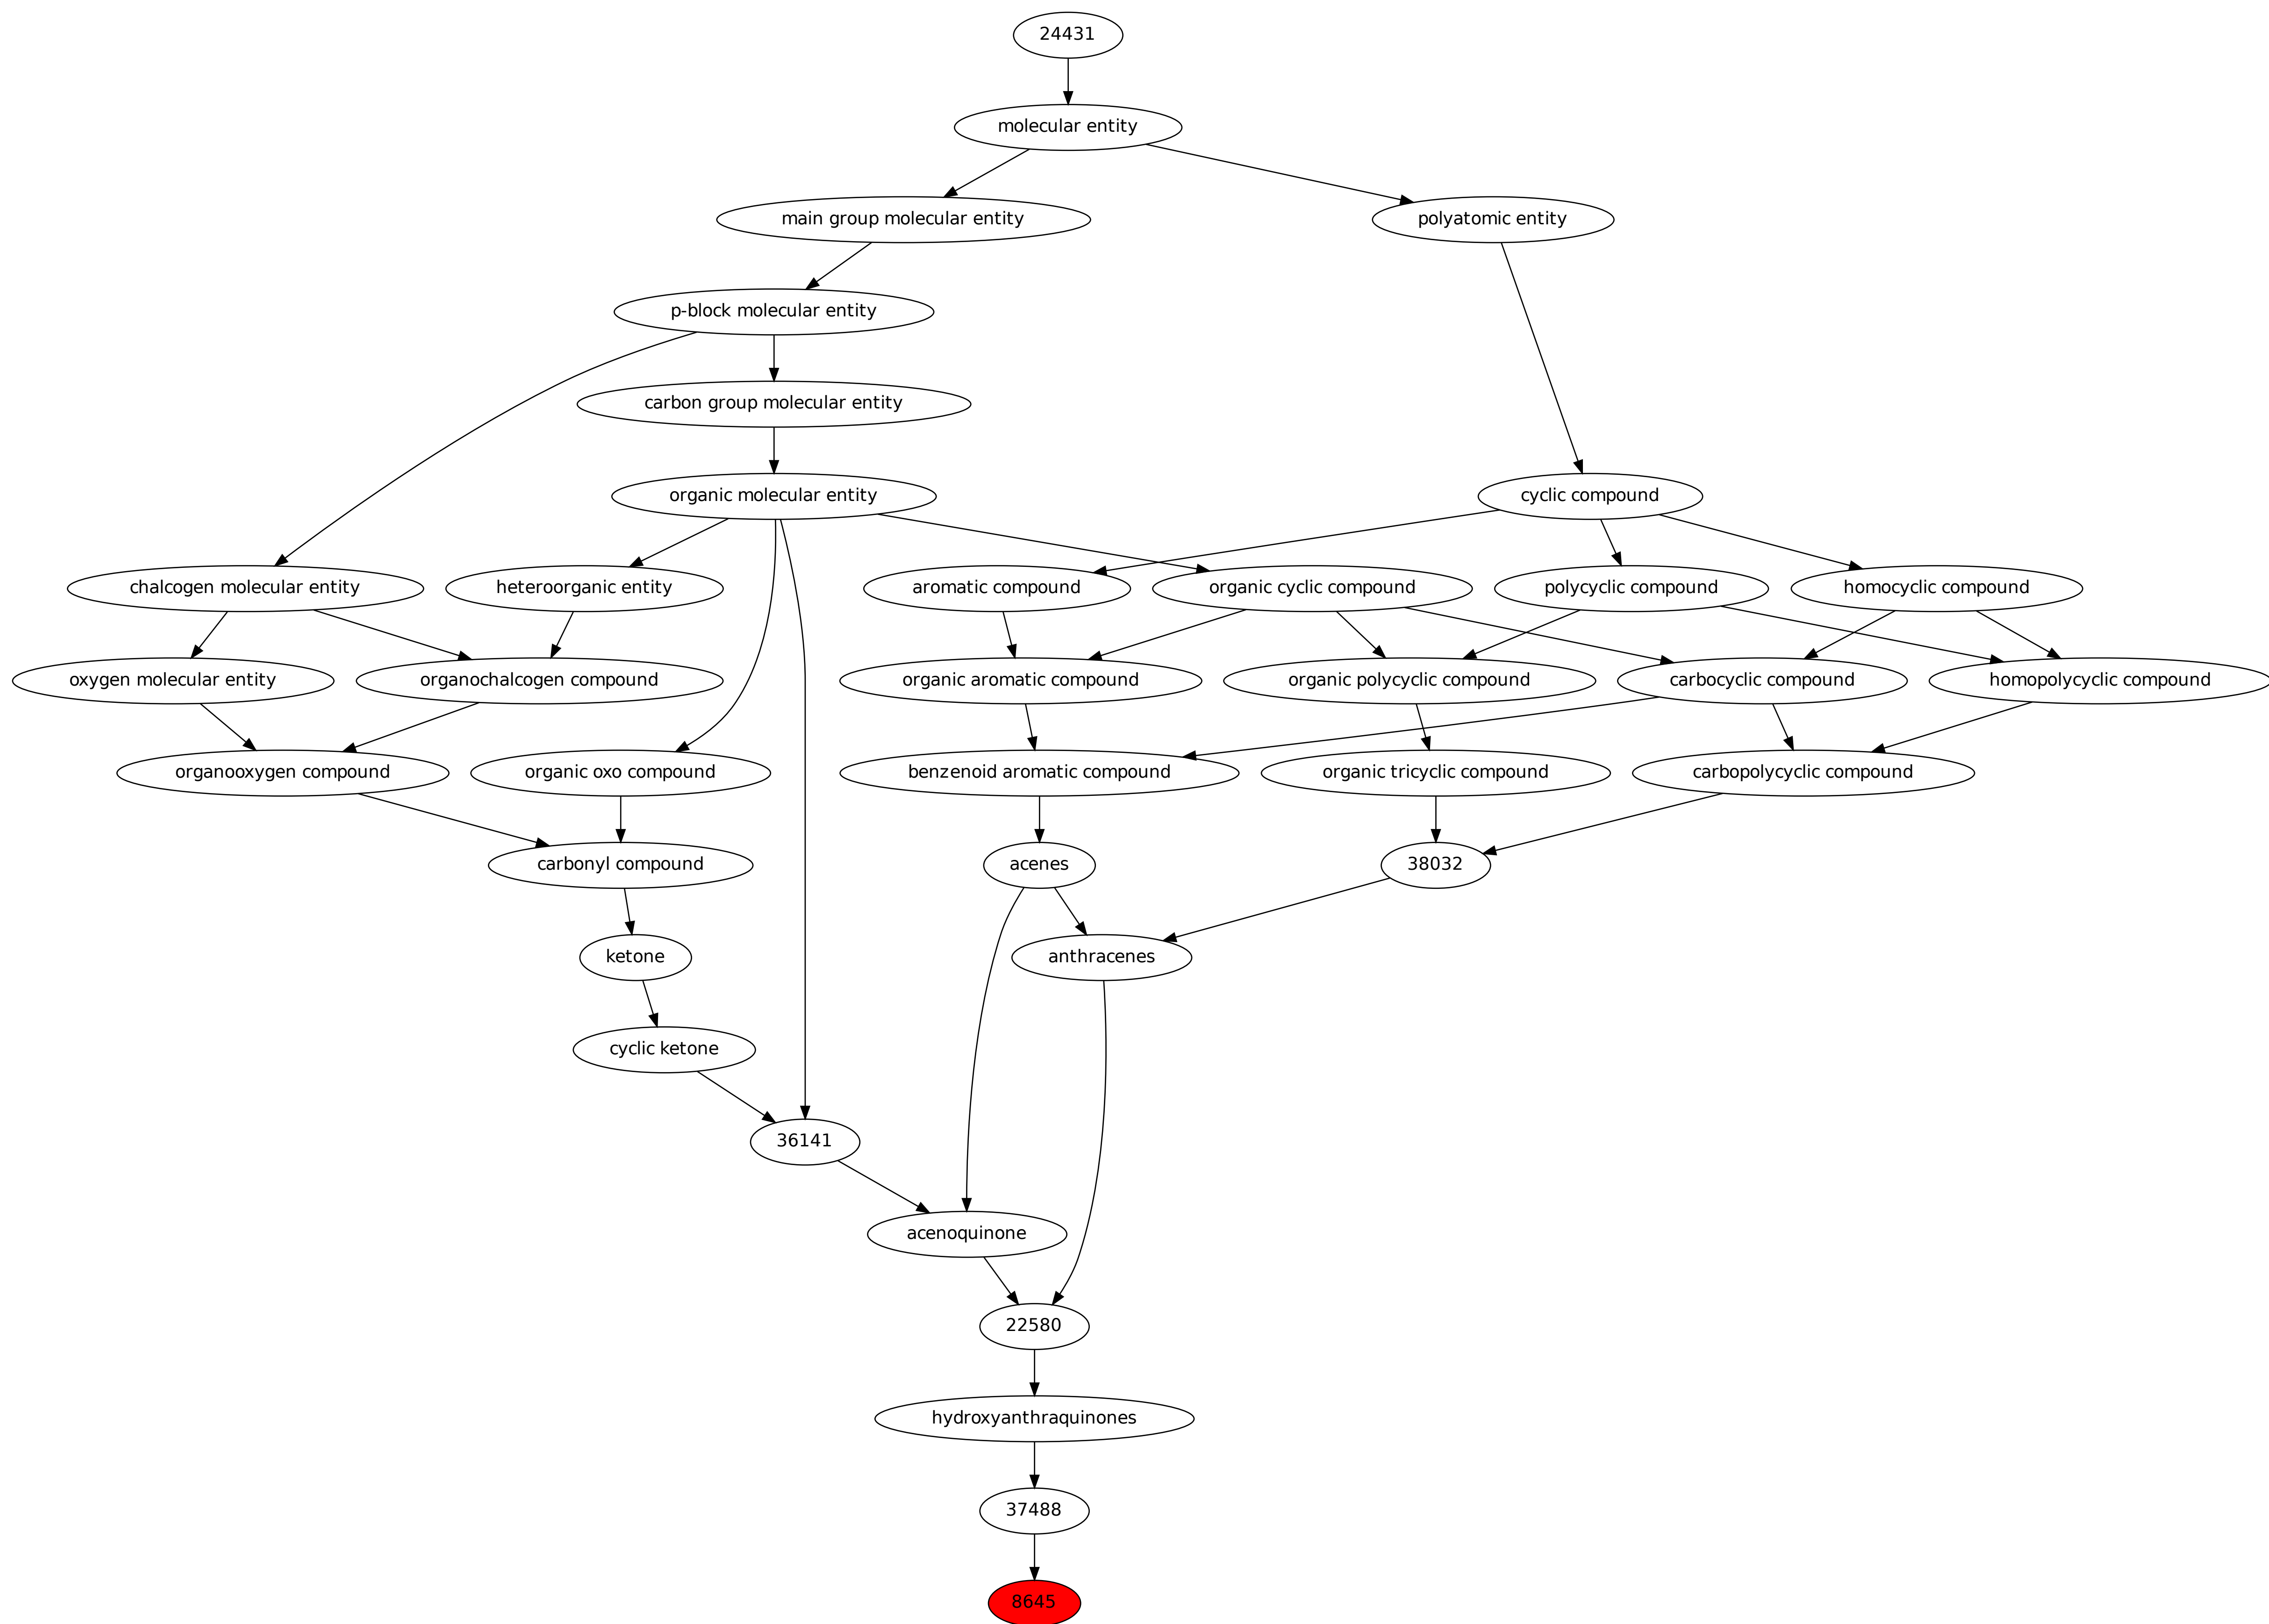 24431
molecular entity
main group molecular entity
polyatomic entity
p-block molecular entity
carbon group molecular entity
organic molecular entity
cyclic compound
chalcogen molecular entity
heteroorganic entity
aromatic compound
organic cyclic compound
polycyclic compound
homocyclic compound
oxygen molecular entity
organochalcogen compound
organic aromatic compound
organic polycyclic compound
carbocyclic compound
homopolycyclic compound
organooxygen compound
organic oxo compound
benzenoid aromatic compound
organic tricyclic compound
carbopolycyclic compound
carbonyl compound
acenes
38032
ketone
anthracenes
cyclic ketone
36141
acenoquinone
22580
hydroxyanthraquinones
37488
8645